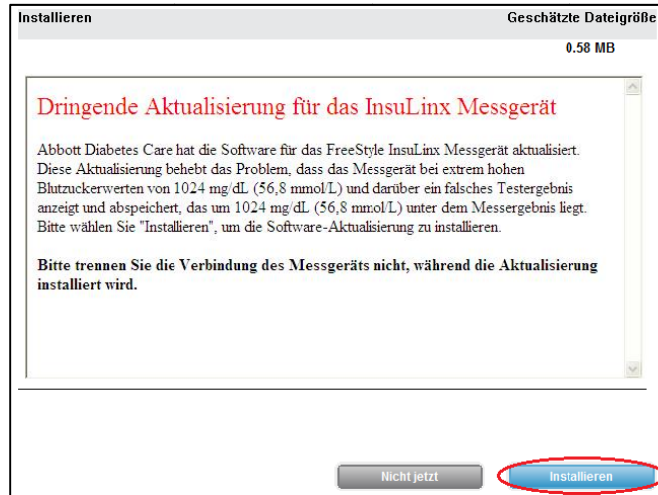 Installieren Geschätzte Dateigröße
0.58 MB
Dringende Aktualisierung für das InsuLinx Messgerät
Abbott Diabetes Care hat die Software für das FreeStyle InsuLinx Messgerät aktualisiert.
Diese Aktualisierung behebt das Problem, dass das Messgerät bei extrem hohen
Blutzuckerwerten von 1024 mg/dL (56,8 mmol/L) und darüber ein falsches Testergebnis
anzeigt und abspeichert, das um 1024 mg/dL (56,8 mmol/L) unter dem Messergebnis liegt.
Bitte wählen Sie "Installieren", um die Software-Aktualisierung zu installieren.
Bitte trennen Sie die Verbindung des Messgeräts nicht, während die Aktualisierung
installiert wird.
Nicht jetzt Installieren